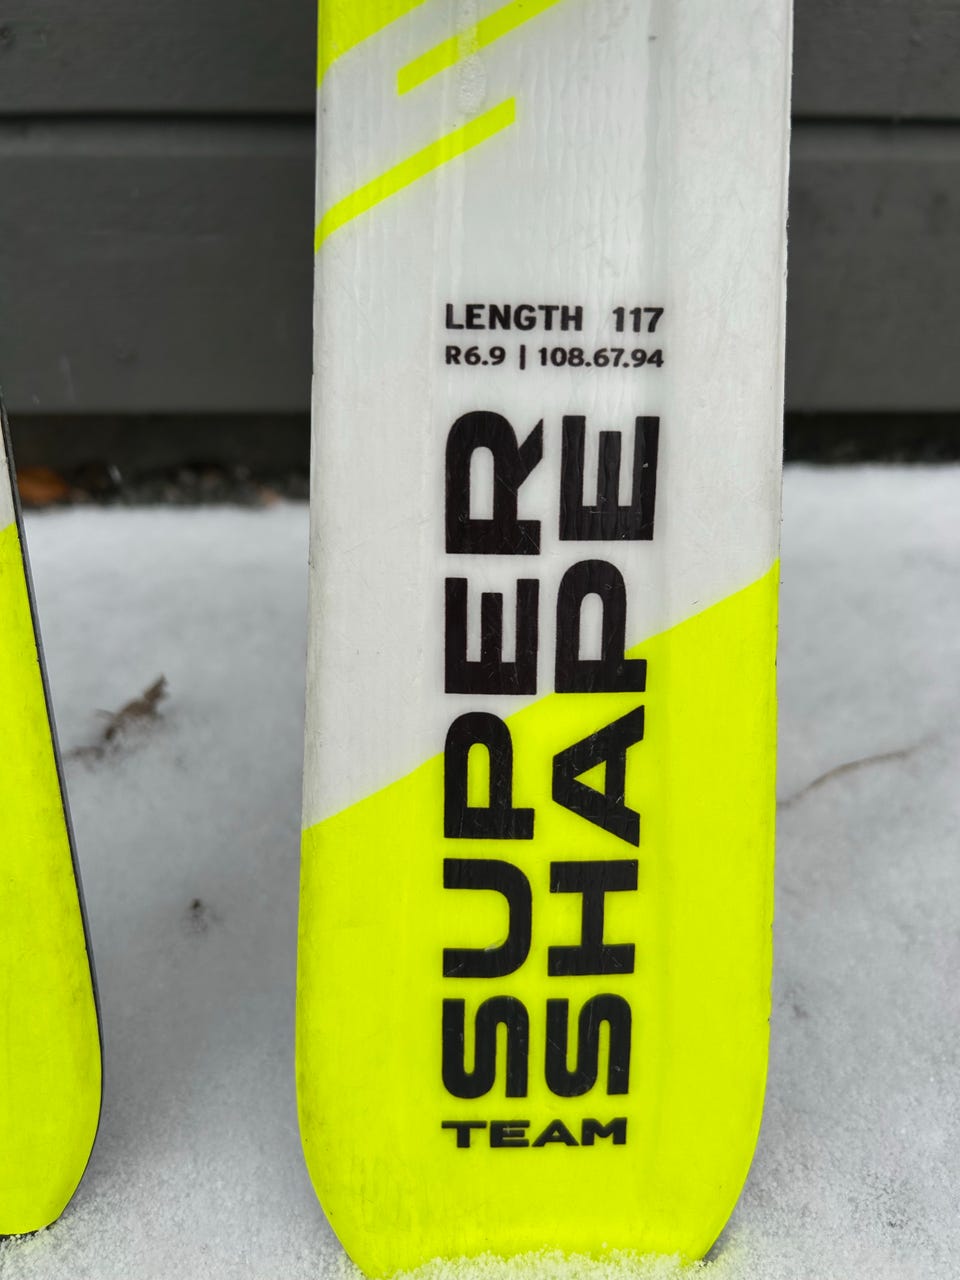 LENGTH 117
R6.9 | 108.67.94
SUPER
SHAPE
TEAM